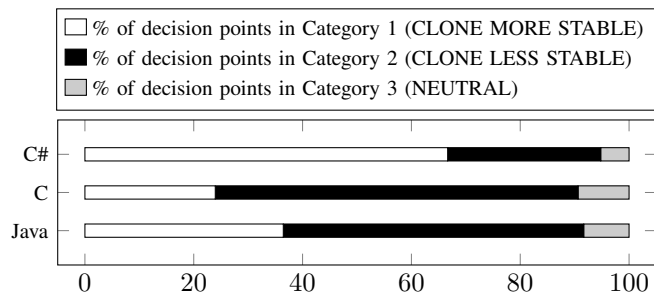 % of decision points in Category 1 (CLONE MORE STABLE)
% of decision points in Category 2 (CLONE LESS STABLE)
% of decision points in Category 3 (NEUTRAL)
C#
C
Java
0 20 40 60 80 100